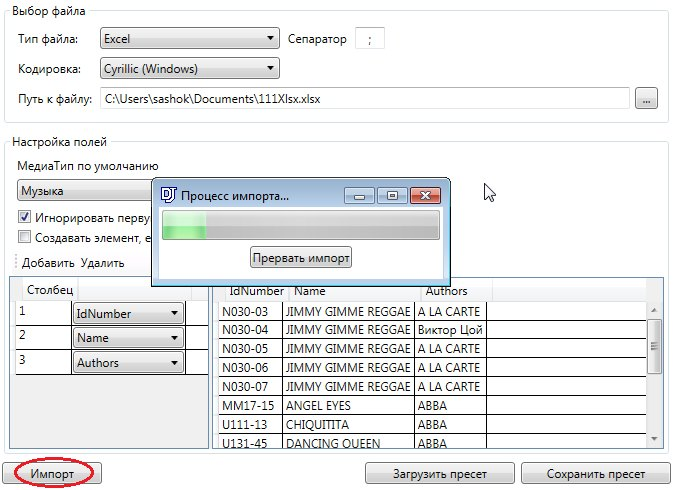 Выбор файла
Тип файла: Excel Сепаратор ;
Кодировка: Cyrillic (Windows)
Путь к файлу: C:\Users\sashok\Documents\111Xlsx.xlsx ...
Настройка полей
МедиаТип по умолчанию
Музыка
DJ Процесс импорта...
Игнорировать перву
Создавать элемент, е
Прервать импорт
Добавить Удалить
Столбец
1 IdNumber
2 Name
3 Authors
IdNumber Name Authors
N030-03 JIMMY GIMME REGGAE A LA CARTE
N030-04 JIMMY GIMME REGGAE Виктор Цой
N030-05 JIMMY GIMME REGGAE A LA CARTE
N030-06 JIMMY GIMME REGGAE A LA CARTE
N030-07 JIMMY GIMME REGGAE A LA CARTE
MM17-15 ANGEL EYES ABBA
U111-13 CHIQUITITA ABBA
U131-45 DANCING QUEEN ABBA
Импорт Загрузить пресет Сохранить пресет